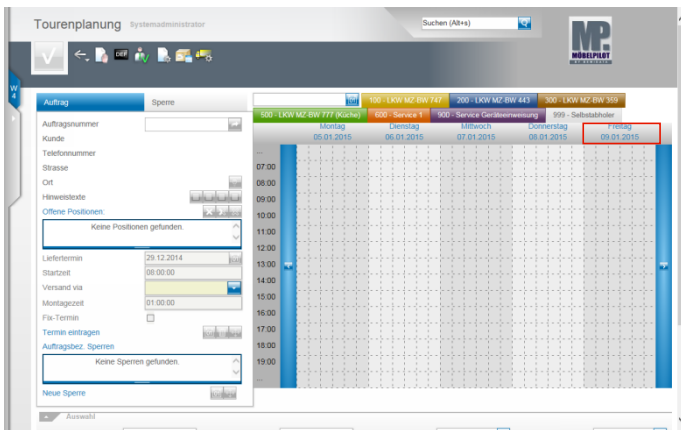 Tourenplanung Systemadministrator
Suchen (Alt+s)
MP
MÖBELPILOT
DEF
W
4
Auftrag Sperre
100 - LKW MZ-BW 747 200 - LKW MZ-BW 443 300 - LKW MZ-BW 359
500 - LKW MZ-BW 777 (Küche) 600 - Service 1 900 - Service Geräteeinweisung 999 - Selbstabholer
Montag Dienstag Mittwoch Donnerstag Freitag
05.01.2015 06.01.2015 07.01.2015 08.01.2015 09.01.2015
Auftragsnummer
Kunde
Telefonnummer
Strasse
Ort
Hinweistexte
Offene Positionen:
Keine Positionen gefunden.
Liefertermin 29.12.2014
Startzeit 08:00:00
Versand via
Montagezeit 01:00:00
Fix-Termin
Termin eintragen
Auftragsbez. Sperren
Keine Sperren gefunden.
Neue Sperre
...
07:00
08:00
09:00
10:00
11:00
12:00
13:00
14:00
15:00
16:00
17:00
18:00
19:00
...
Auswahl